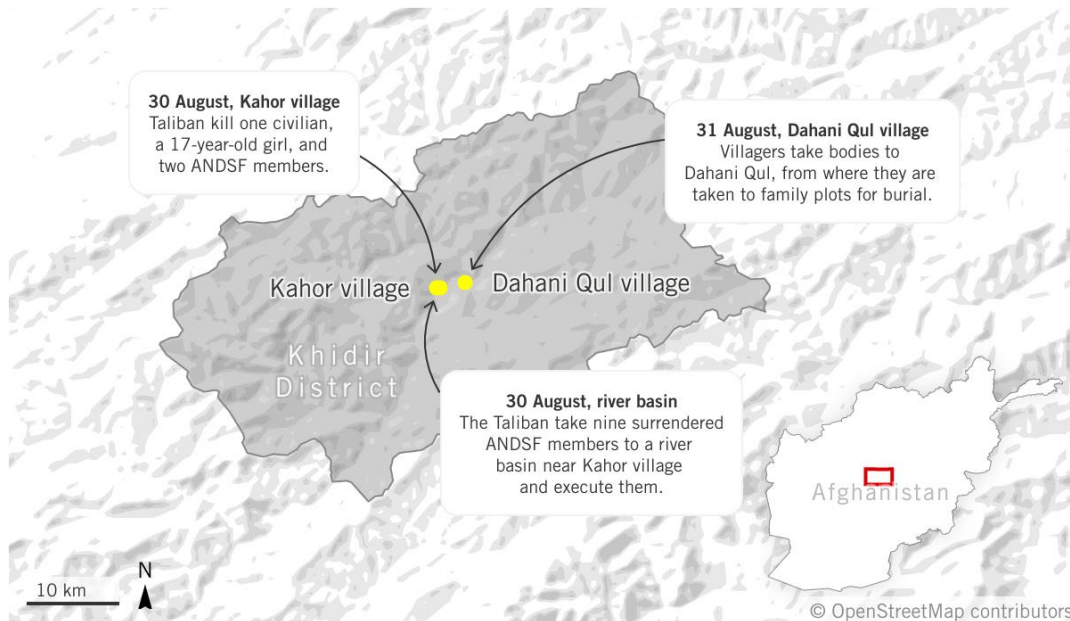 30 August, Kahor village
Taliban kill one civilian,
a 17-year-old girl, and
two ANDSF members.
31 August, Dahani Qul village
Villagers take bodies to
Dahani Qul, from where they are
taken to family plots for burial.
Kahor village
Dahani Qul village
Khidir
District
30 August, river basin
The Taliban take nine surrendered
ANDSF members to a river
basin near Kahor village
and execute them.
Afghanistan
10 km
N
© OpenStreetMap contributors